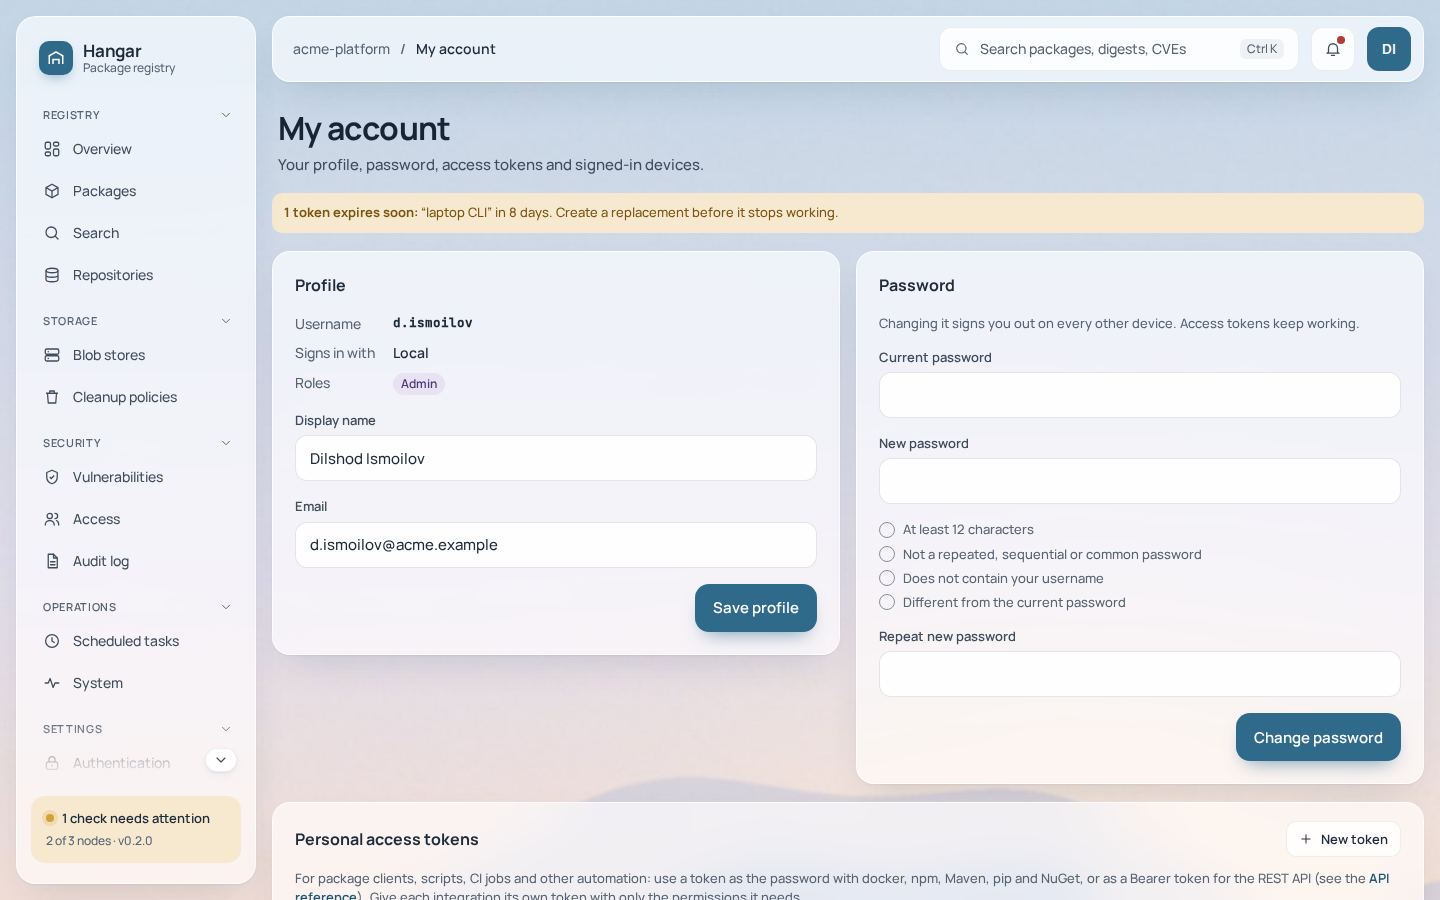 Hangar
Package registry
REGISTRY
Overview
Packages
Search
Repositories
STORAGE
Blob stores
Cleanup policies
SECURITY
Vulnerabilities
Access
Audit log
OPERATIONS
Scheduled tasks
System
SETTINGS
Authentication
1 check needs attention
2 of 3 nodes · v0.2.0
acme-platform / My account
Search packages, digests, CVEs
Ctrl K
DI
My account
Your profile, password, access tokens and signed-in devices.
1 token expires soon: “laptop CLI” in 8 days. Create a replacement before it stops working.
Profile
Username d.ismoilov
Signs in with Local
Roles Admin
Display name
Dilshod Ismoilov
Email
d.ismoilov@acme.example
Save profile
Password
Changing it signs you out on every other device. Access tokens keep working.
Current password
New password
At least 12 characters
Not a repeated, sequential or common password
Does not contain your username
Different from the current password
Repeat new password
Change password
Personal access tokens
New token
For package clients, scripts, CI jobs and other automation: use a token as the password with docker, npm, Maven, pip and NuGet, or as a Bearer token for the REST API (see the API
reference). Give each integration its own token with only the permissions it needs.